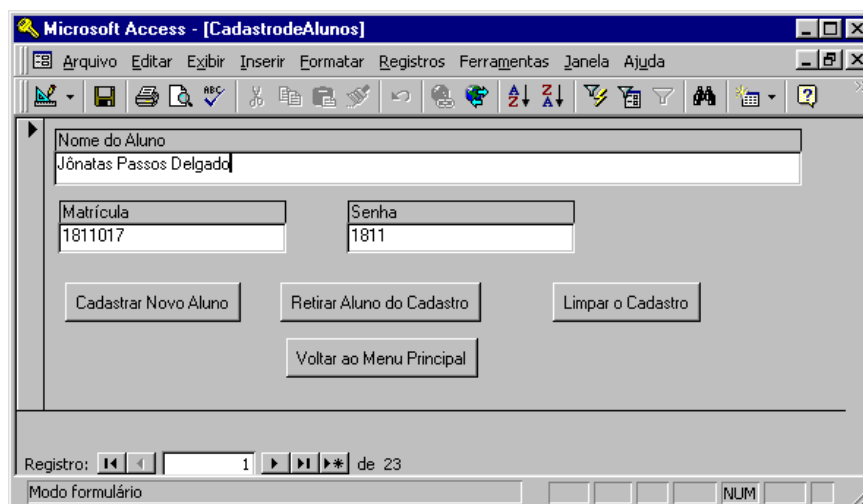 Microsoft Access - [CadastrodeAlunos]
Arquivo Editar Exibir Inserir Formatar Registros Ferramentas Janela Ajuda
Nome do Aluno
Jônatas Passos Delgado
Matrícula Senha
1811017 1811
Cadastrar Novo Aluno Retirar Aluno do Cadastro Limpar o Cadastro
Voltar ao Menu Principal
Registro: 1 de 23
Modo formulário NUM